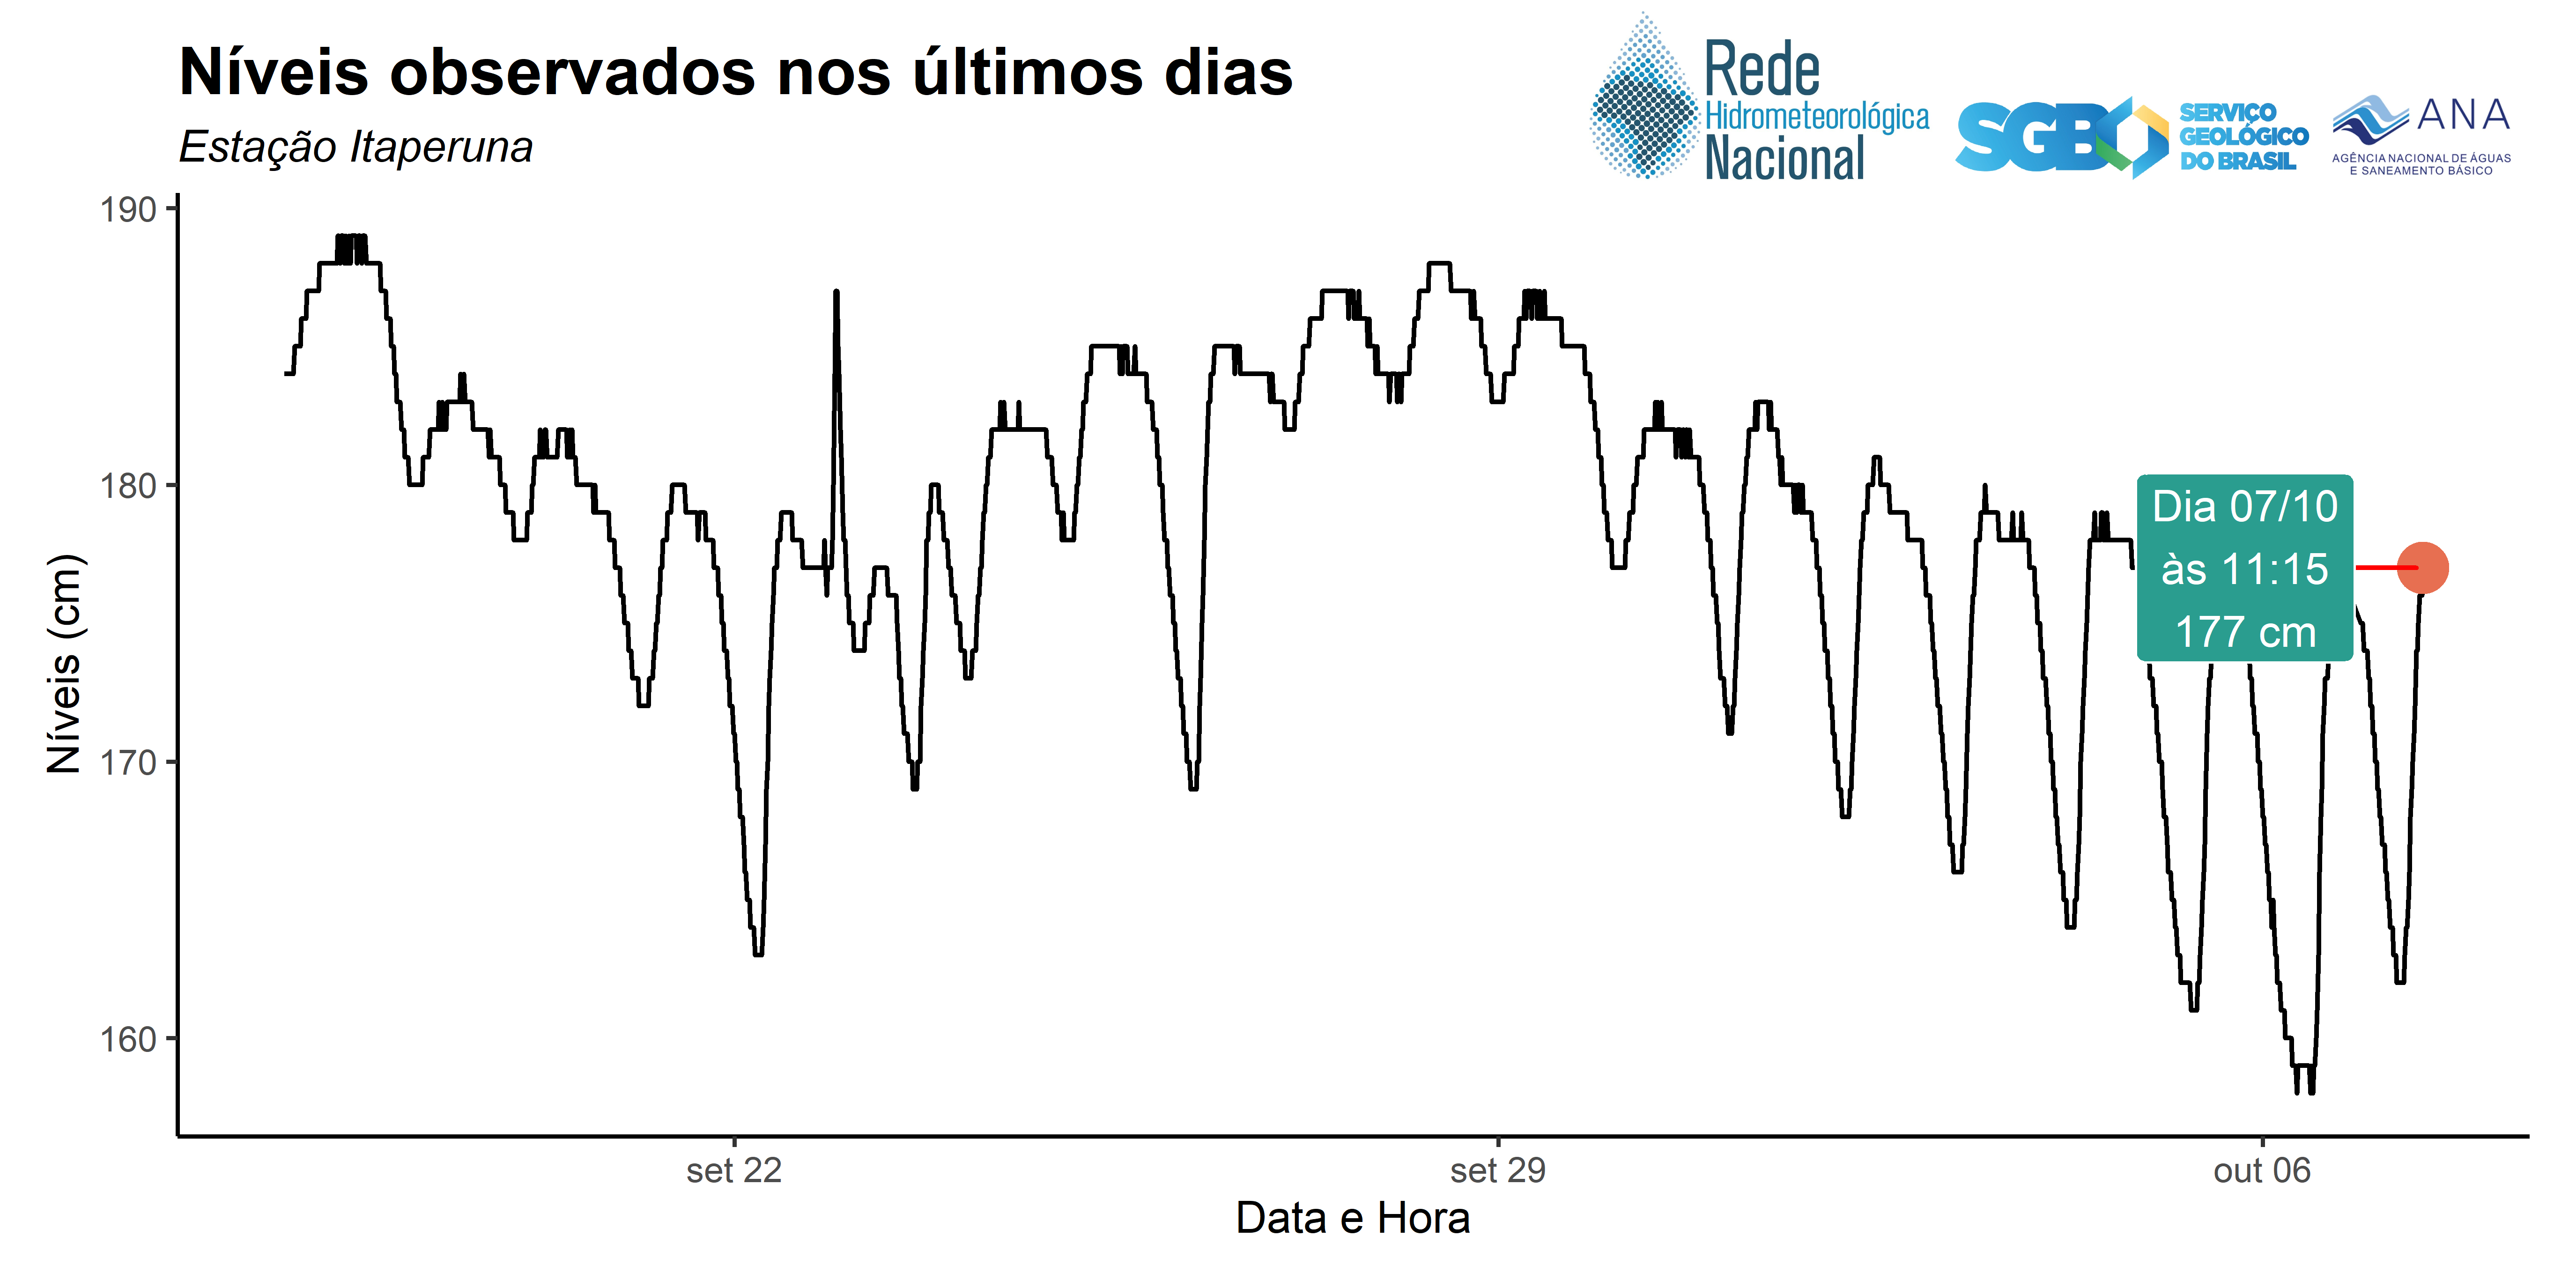 Níveis observados nos últimos dias
Estação Itaperuna
Rede
Hidrometeorológica
Nacional
SGB
SERVIÇO
GEOLÓGICO
DO BRASIL
ANA
AGÊNCIA NACIONAL DE ÁGUAS
E SANEAMENTO BÁSICO
190
180
170
160
Níveis (cm)
Dia 07/10
às 11:15
177 cm
set 22
set 29
out 06
Data e Hora